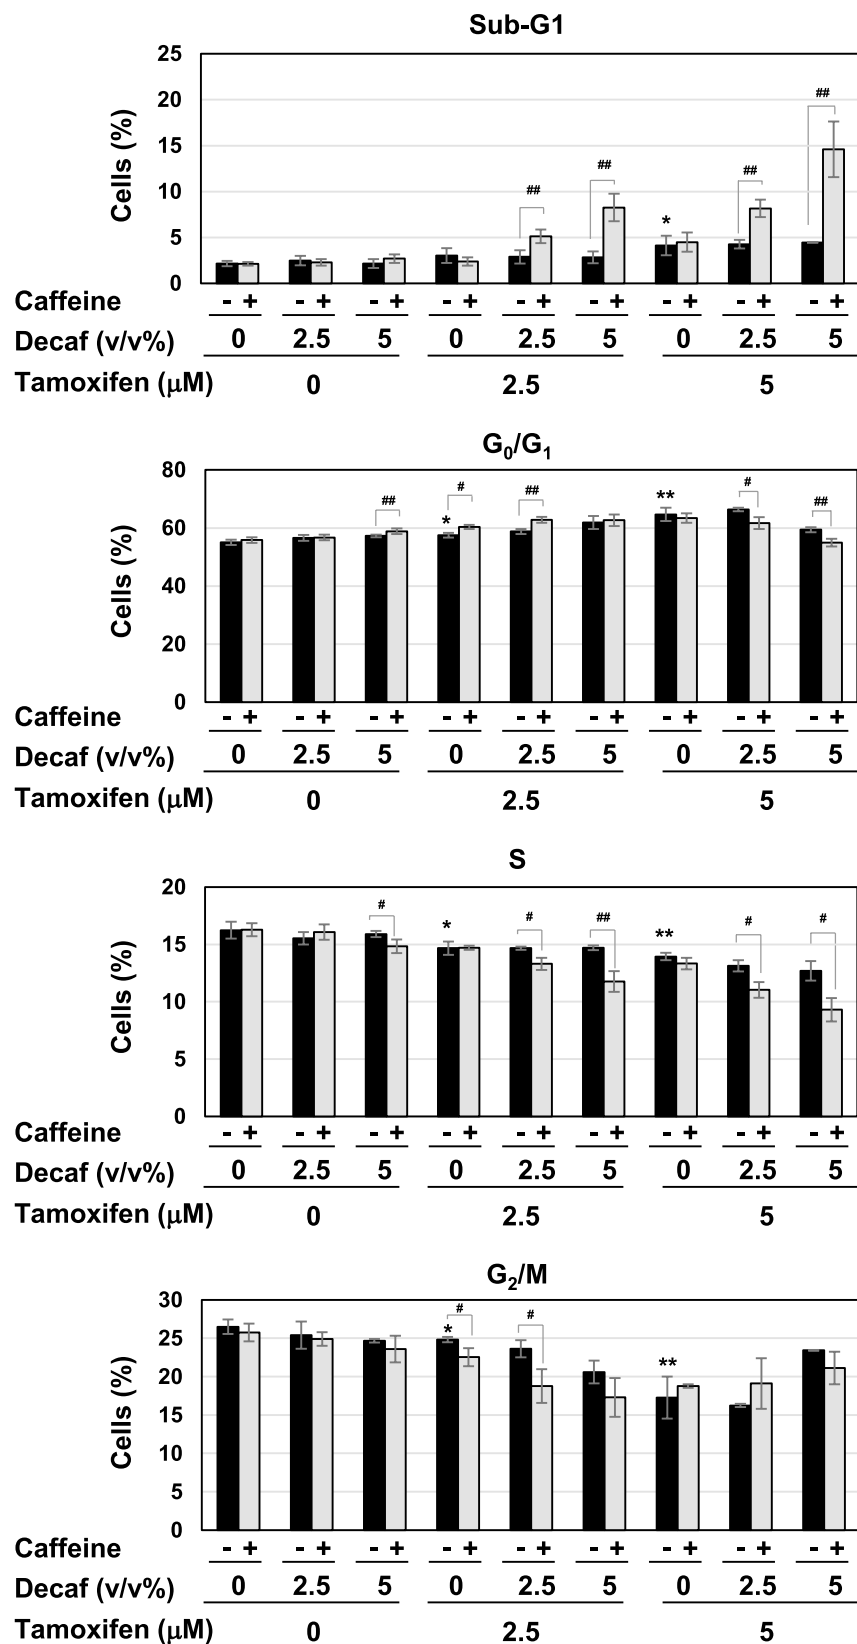 Sub-G1
25
20
15
10
5
0
Cells (%)
## ## * ## ##
Caffeine - + - + - + - + - + - + - + - + - +
Decaf (v/v%) 0 2.5 5 0 2.5 5 0 2.5 5
Tamoxifen (μM) 0 2.5 5
G₀/G₁
80
60
40
20
0
Cells (%)
## * # ## ** # ##
Caffeine - + - + - + - + - + - + - + - + - +
Decaf (v/v%) 0 2.5 5 0 2.5 5 0 2.5 5
Tamoxifen (μM) 0 2.5 5
S
20
15
10
5
0
Cells (%)
# * # ## ** # #
Caffeine - + - + - + - + - + - + - + - + - +
Decaf (v/v%) 0 2.5 5 0 2.5 5 0 2.5 5
Tamoxifen (μM) 0 2.5 5
G₂/M
30
25
20
15
10
5
0
Cells (%)
* # # **
Caffeine - + - + - + - + - + - + - + - + - +
Decaf (v/v%) 0 2.5 5 0 2.5 5 0 2.5 5
Tamoxifen (μM) 0 2.5 5